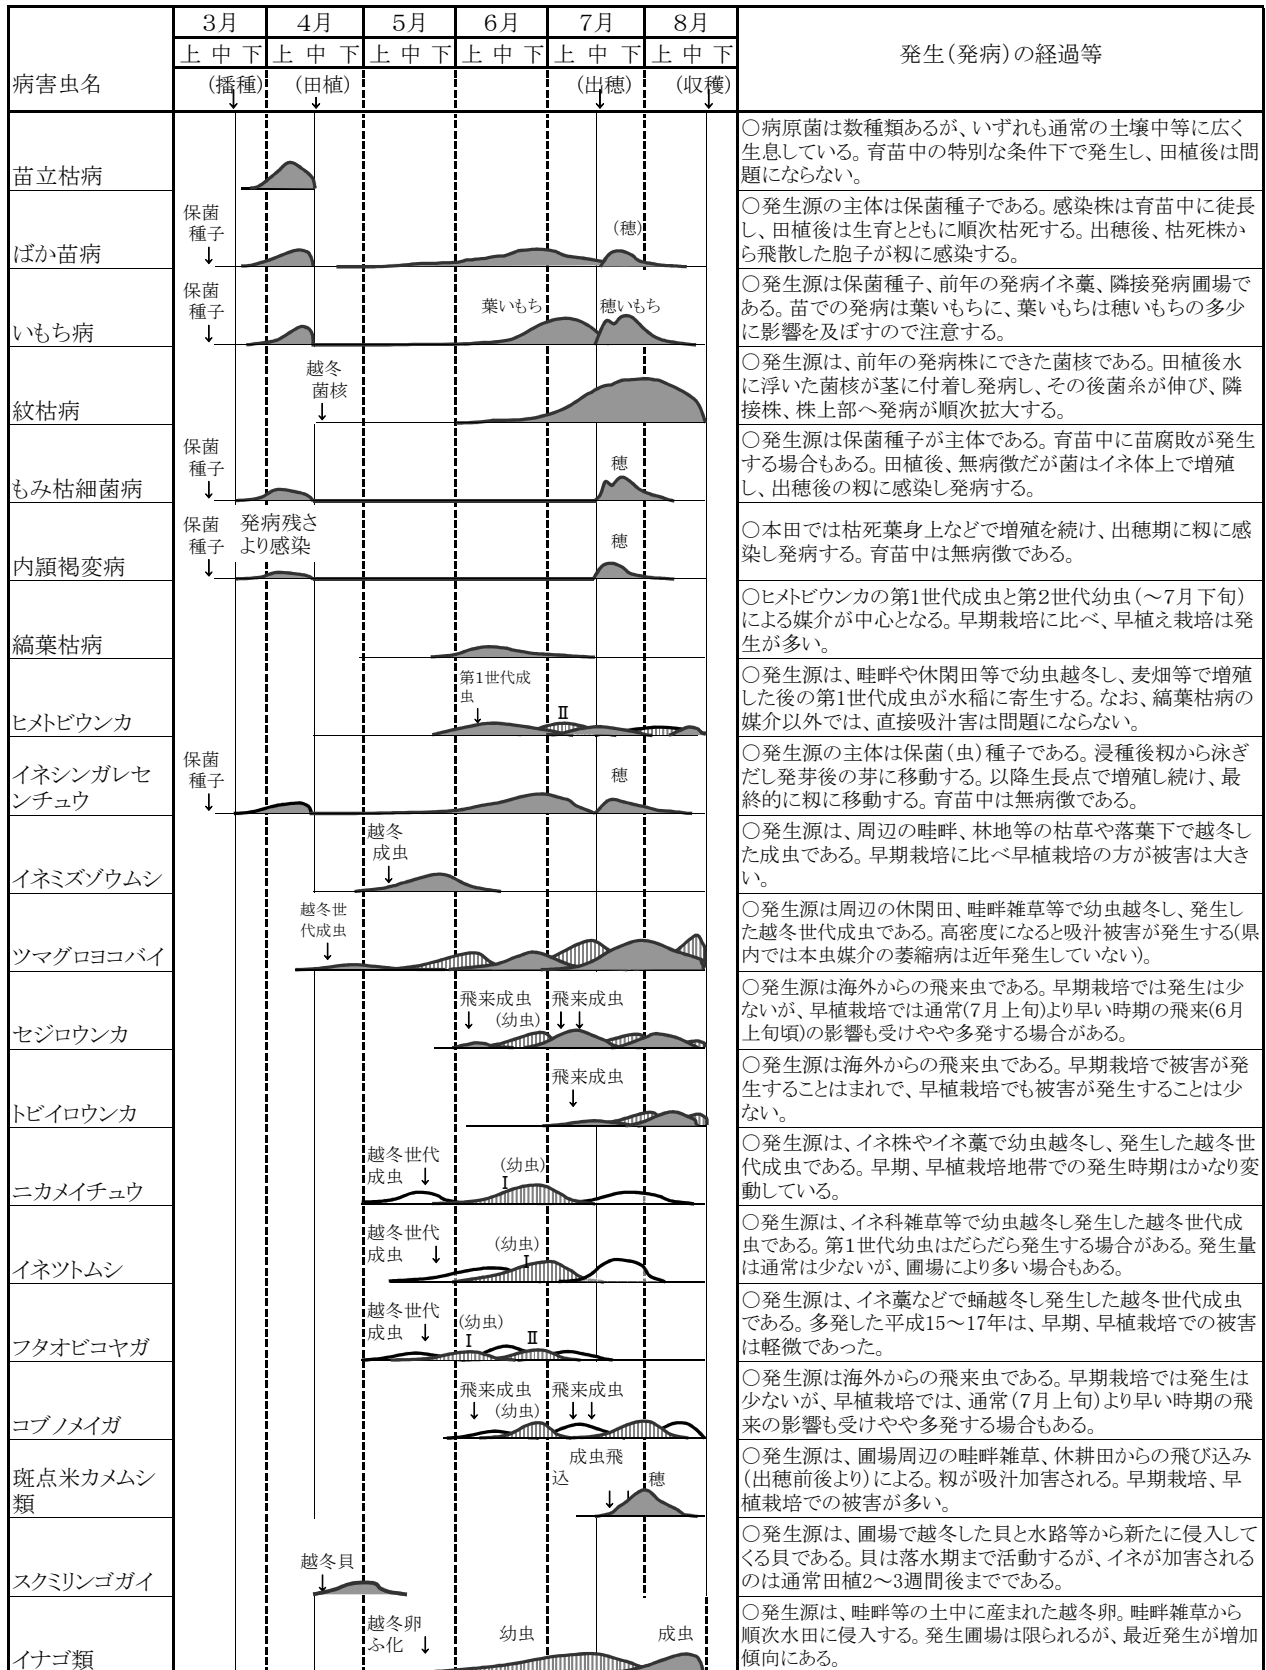 3月 4月 5月 6月 7月 8月
上 中 下 上 中 下 上 中 下 上 中 下 上 中 下 上 中 下
発生(発病)の経過等
病害虫名
(播種) (田植) (出穂) (収穫)
↓ ↓ ↓ ↓
苗立枯病
○病原菌は数種類あるが、いずれも通常の土壌中等に広く
生息している。育苗中の特別な条件下で発生し、田植後は問
題にならない。
ばか苗病
保菌
種子
↓
(穂)
○発生源の主体は保菌種子である。感染株は育苗中に徒長
し、田植後は生育とともに順次枯死する。出穂後、枯死株か
ら飛散した胞子が籾に感染する。
いもち病
保菌
種子
↓
葉いもち 穂いもち
○発生源は保菌種子、前年の発病イネ藁、隣接発病圃場で
ある。苗での発病は葉いもちに、葉いもちは穂いもちの多少
に影響を及ぼすので注意する。
紋枯病
越冬
菌核
↓
○発生源は、前年の発病株にできた菌核である。田植後水
に浮いた菌核が茎に付着し発病し、その後菌糸が伸び、隣
接株、株上部へ発病が順次拡大する。
もみ枯細菌病
保菌
種子
↓
穂
○発生源は保菌種子が主体である。育苗中に苗腐敗が発生
する場合もある。田植後、無病徴だが菌はイネ体上で増殖
し、出穂後の籾に感染し発病する。
内頴褐変病
保菌
種子
↓
発病残さ
より感染
穂
○本田では枯死葉身上などで増殖を続け、出穂期に籾に感
染し発病する。育苗中は無病徴である。
縞葉枯病
○ヒメトビウンカの第1世代成虫と第2世代幼虫(～7月下旬)
による媒介が中心となる。早期栽培に比べ、早植え栽培は発
生が多い。
ヒメトビウンカ
第1世代成
虫
↓
Ⅱ
○発生源は、畦畔や休閑田等で幼虫越冬し、麦畑等で増殖
した後の第1世代成虫が水稲に寄生する。なお、縞葉枯病の
媒介以外では、直接吸汁害は問題にならない。
イネシンガレセ
ンチュウ
保菌
種子
↓
穂
○発生源の主体は保菌(虫)種子である。浸種後籾から泳ぎ
だし発芽後の芽に移動する。以降生長点で増殖し続け、最
終的に籾に移動する。育苗中は無病徴である。
イネミズゾウムシ
越冬
成虫
↓
○発生源は、周辺の畦畔、林地等の枯草や落葉下で越冬し
た成虫である。早期栽培に比べ早植栽培の方が被害は大き
い。
ツマグロヨコバイ
越冬世
代成虫
↓
○発生源は周辺の休閑田、畦畔雑草等で幼虫越冬し、発生し
た越冬世代成虫である。高密度になると吸汁被害が発生する(県
内では本虫媒介の萎縮病は近年発生していない)。
セジロウンカ
飛来成虫 飛来成虫
↓ (幼虫) ↓ ↓
○発生源は海外からの飛来虫である。早期栽培では発生は少
ないが、早植栽培では通常(7月上旬)より早い時期の飛来(6月
上旬頃)の影響も受けやや多発する場合がある。
トビイロウンカ
飛来成虫
↓
○発生源は海外からの飛来虫である。早期栽培で被害が発
生することはまれで、早植栽培でも被害が発生することは少
ない。
ニカメイチュウ
越冬世代
成虫 ↓
(幼虫)
Ⅰ
○発生源は、イネ株やイネ藁で幼虫越冬し、発生した越冬世
代成虫である。早期、早植栽培地帯での発生時期はかなり変
動している。
イネツトムシ
越冬世代
成虫 ↓
(幼虫)
Ⅰ
○発生源は、イネ科雑草等で幼虫越冬し発生した越冬世代成
虫である。第1世代幼虫はだらだら発生する場合がある。発生量
は通常は少ないが、圃場により多い場合もある。
フタオビコヤガ
越冬世代
成虫 ↓
(幼虫)
Ⅰ Ⅱ
○発生源は、イネ藁などで蛹越冬し発生した越冬世代成虫
である。多発した平成15～17年は、早期、早植栽培での被害
は軽微であった。
コブノメイガ
飛来成虫 飛来成虫
↓ (幼虫) ↓ ↓
○発生源は海外からの飛来虫である。早期栽培では発生は
少ないが、早植栽培では、通常(7月上旬)より早い時期の飛
来の影響も受けやや多発する場合もある。
斑点米カメムシ
類
成虫飛
込 穂
↓ ↓
○発生源は、圃場周辺の畦畔雑草、休耕田からの飛び込み
(出穂前後より)による。籾が吸汁加害される。早期栽培、早
植栽培での被害が多い。
スクミリンゴガイ
越冬貝
↓
○発生源は、圃場で越冬した貝と水路等から新たに侵入して
くる貝である。貝は落水期まで活動するが、イネが加害される
のは通常田植2～3週間後までである。
イナゴ類
越冬卵
ふ化 ↓
幼虫 成虫
○発生源は、畦畔等の土中に産まれた越冬卵。畦畔雑草から
順次水田に侵入する。発生圃場は限られるが、最近発生が増加
傾向にある。